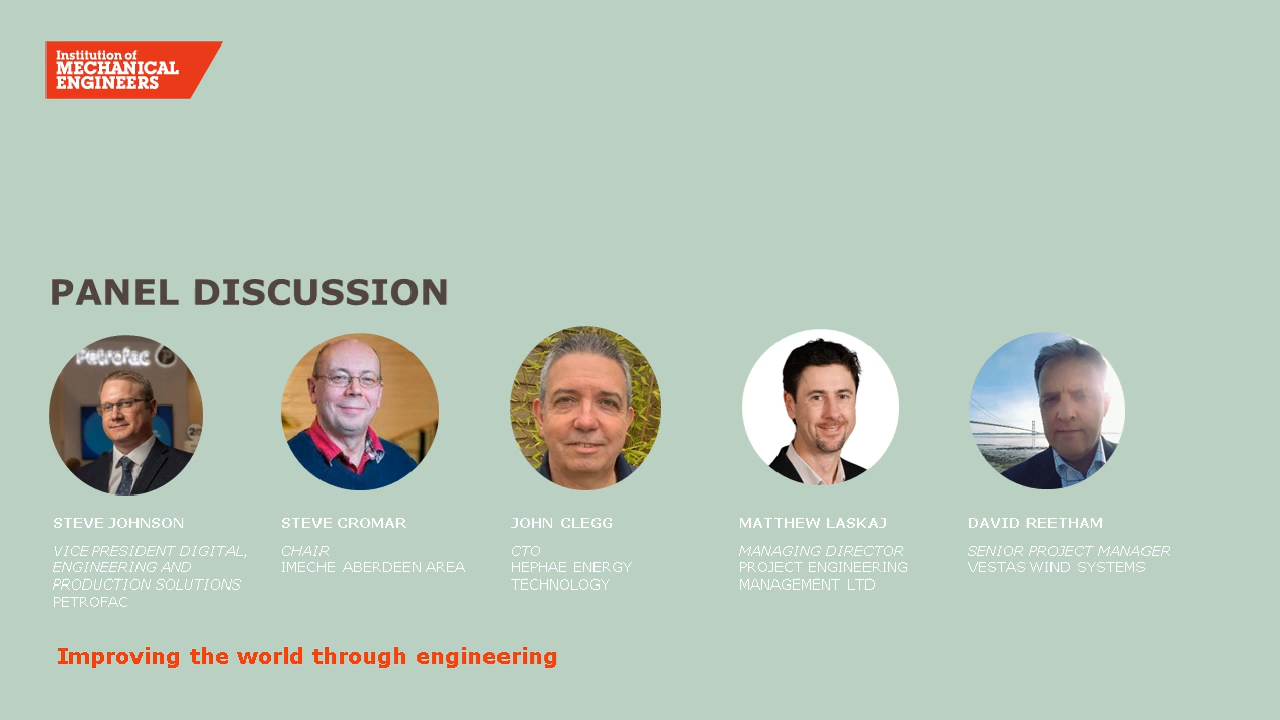 Institution of
MECHANICAL
ENGINEERS
PANEL DISCUSSION
Petrofac
STEVE JOHNSON
VICE PRESIDENT DIGITAL,
ENGINEERING AND
PRODUCTION SOLUTIONS
PETROFAC
STEVE CROMAR
CHAIR
IMECHE ABERDEEN AREA
JOHN CLEGG
CTO
HEPHAE ENERGY
TECHNOLOGY
MATTHEW LASKAJ
MANAGING DIRECTOR
PROJECT ENGINEERING
MANAGEMENT LTD
DAVID REETHAM
SENIOR PROJECT MANAGER
VESTAS WIND SYSTEMS
Improving the world through engineering